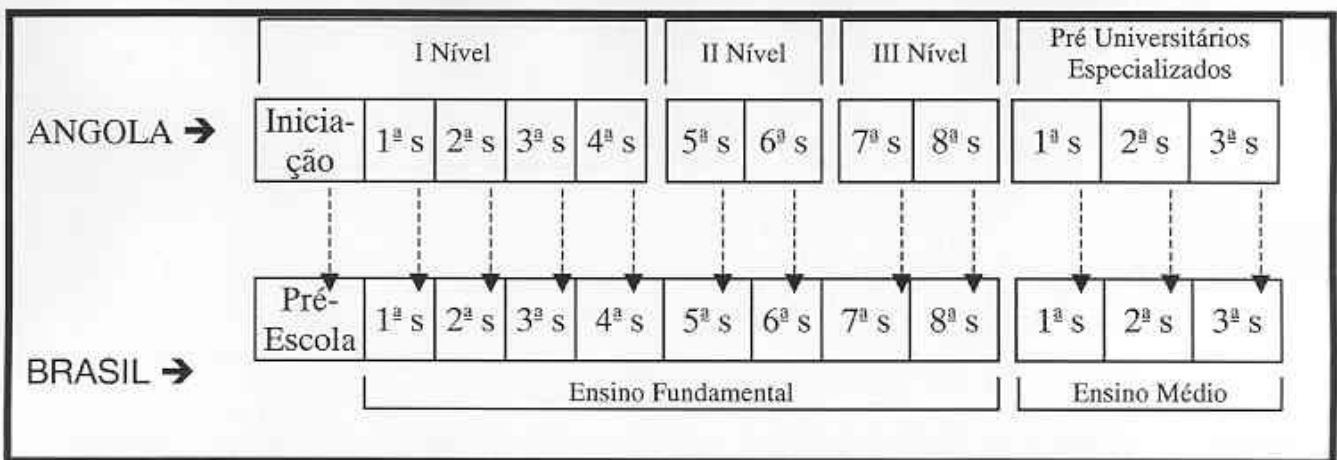 I Nível II Nível III Nível Pré Universitários
Especializados
ANGOLA ➔ Inicia-
ção 1ª s 2ª s 3ª s 4ª s 5ª s 6ª s 7ª s 8ª s 1ª s 2ª s 3ª s
Pré-
Escola 1ª s 2ª s 3ª s 4ª s 5ª s 6ª s 7ª s 8ª s 1ª s 2ª s 3ª s
BRASIL ➔
Ensino Fundamental Ensino Médio